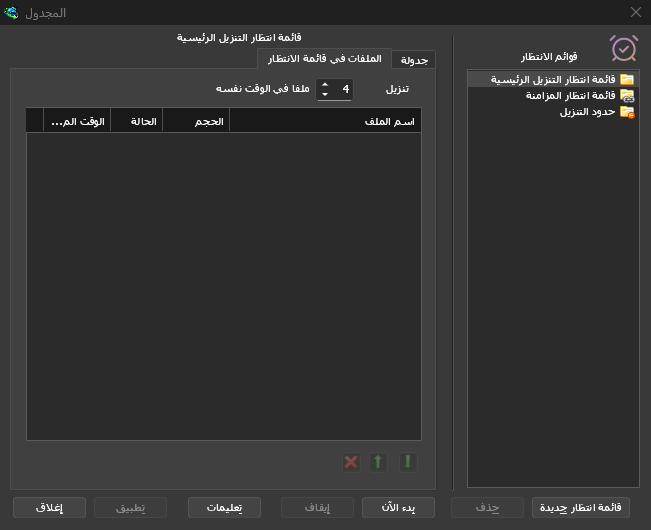 المجدول
قائمة انتظار التنزيل الرئيسية
قوائم الانتظار
جدولة
الملفات في قائمة الانتظار
قائمة انتظار التنزيل الرئيسية
قائمة انتظار المزامنة
حدود التنزيل
تنزيل 4 ملفا في الوقت نفسه
اسم الملف الحجم الحالة الوقت الم...
قائمة انتظار جديدة حذف بدء الآن إيقاف تعليمات تطبيق إغلاق